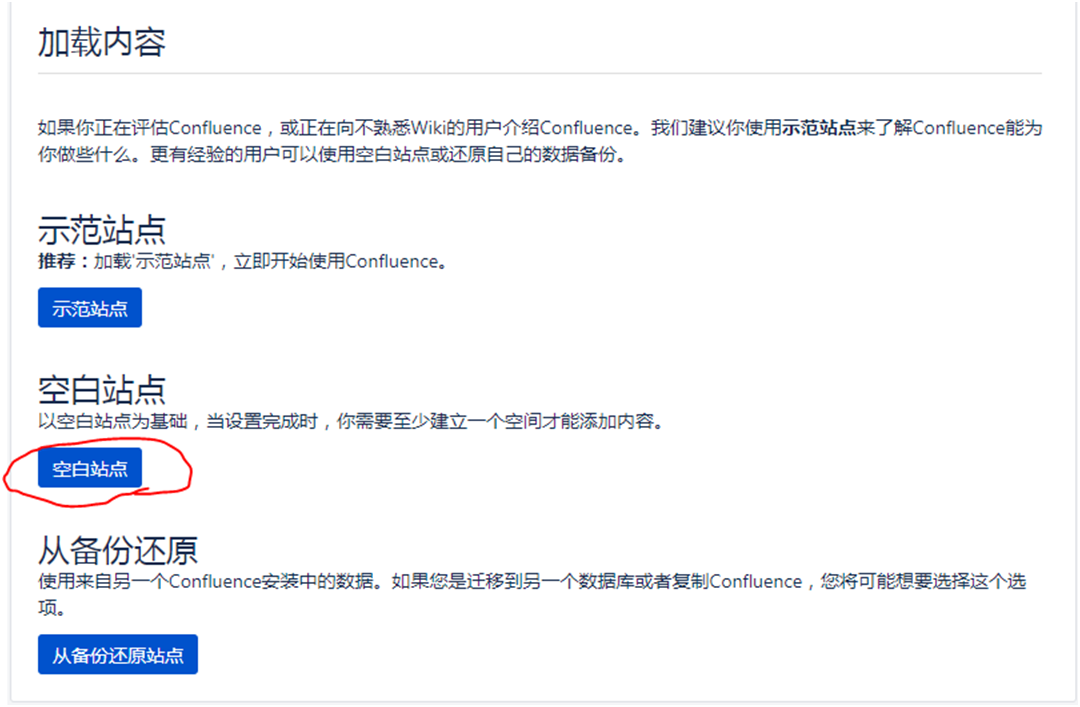 加载内容
如果你正在评估Confluence，或正在向不熟悉Wiki的用户介绍Confluence。我们建议你使用示范站点来了解Confluence能为
你做些什么。更有经验的用户可以使用空白站点或还原自己的数据备份。
示范站点
推荐：加载'示范站点'，立即开始使用Confluence。
示范站点
空白站点
以空白站点为基础，当设置完成时，你需要至少建立一个空间才能添加内容。
空白站点
从备份还原
使用来自另一个Confluence安装中的数据。如果您是迁移到另一个数据库或者复制Confluence，您将可能想要选择这个选
项。
从备份还原站点